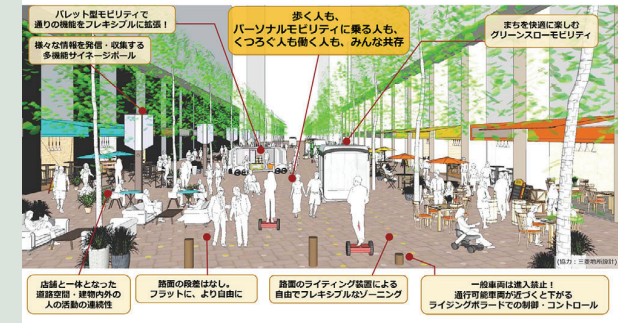 パレット型モビリティで
通りの機能をフレキシブルに拡張！
様々な情報を発信・収集する
多機能サイネージポール
歩く人も、
パーソナルモビリティに乗る人も、
くつろぐ人も働く人も、みんな共存
まちを快適に楽しむ
グリーンスローモビリティ
(協力：三菱地所設計)
店舗と一体となった
道路空間・建物内外の
人の活動の連続性
路面の段差はなし。
フラットに、より自由に
路面のライティング装置による
自由でフレキシブルなゾーニング
一般車両は進入禁止！
通行可能車両が近づくと下がる
ライジングボラードでの制御・コントロール